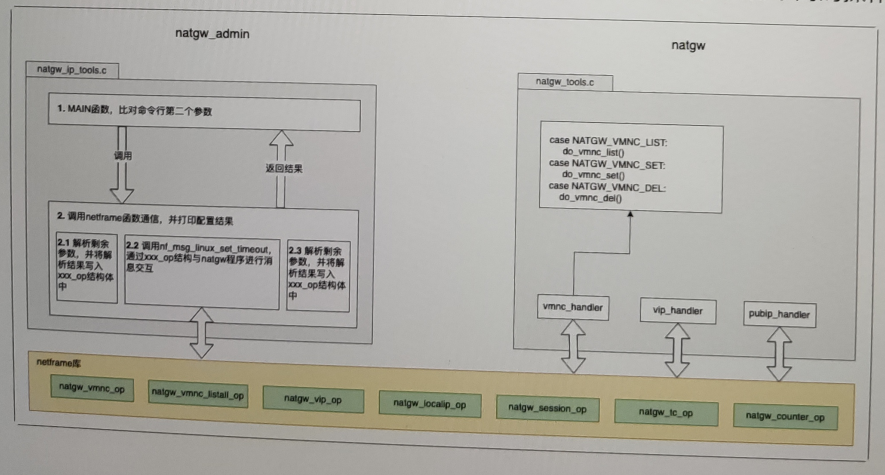 natgw_admin
natgw
natgw_ip_tools.c
1. MAIN函数，比对命令行第二个参数
调用
返回结果
2. 调用netframe函数通信，并打印配置结果
2.1 解析剩余
参数，并将解
析结果写入
xxx_op结构体
中
2.2 调用nf_msg_linux_set_timeout,
通过xxx_op结构与natgw程序进行消
息交互
2.3 解析剩余
参数，并将解
析结果写入
xxx_op结构体
中
natgw_tools.c
case NATGW_VMNC_LIST:
do_vmnc_list()
case NATGW_VMNC_SET:
do_vmnc_set()
case NATGW_VMNC_DEL:
do_vmnc_del()
vmnc_handler
vip_handler
pubip_handler
netframe库
natgw_vmnc_op
natgw_vmnc_listall_op
natgw_vip_op
natgw_localip_op
natgw_session_op
natgw_tc_op
natgw_counter_op